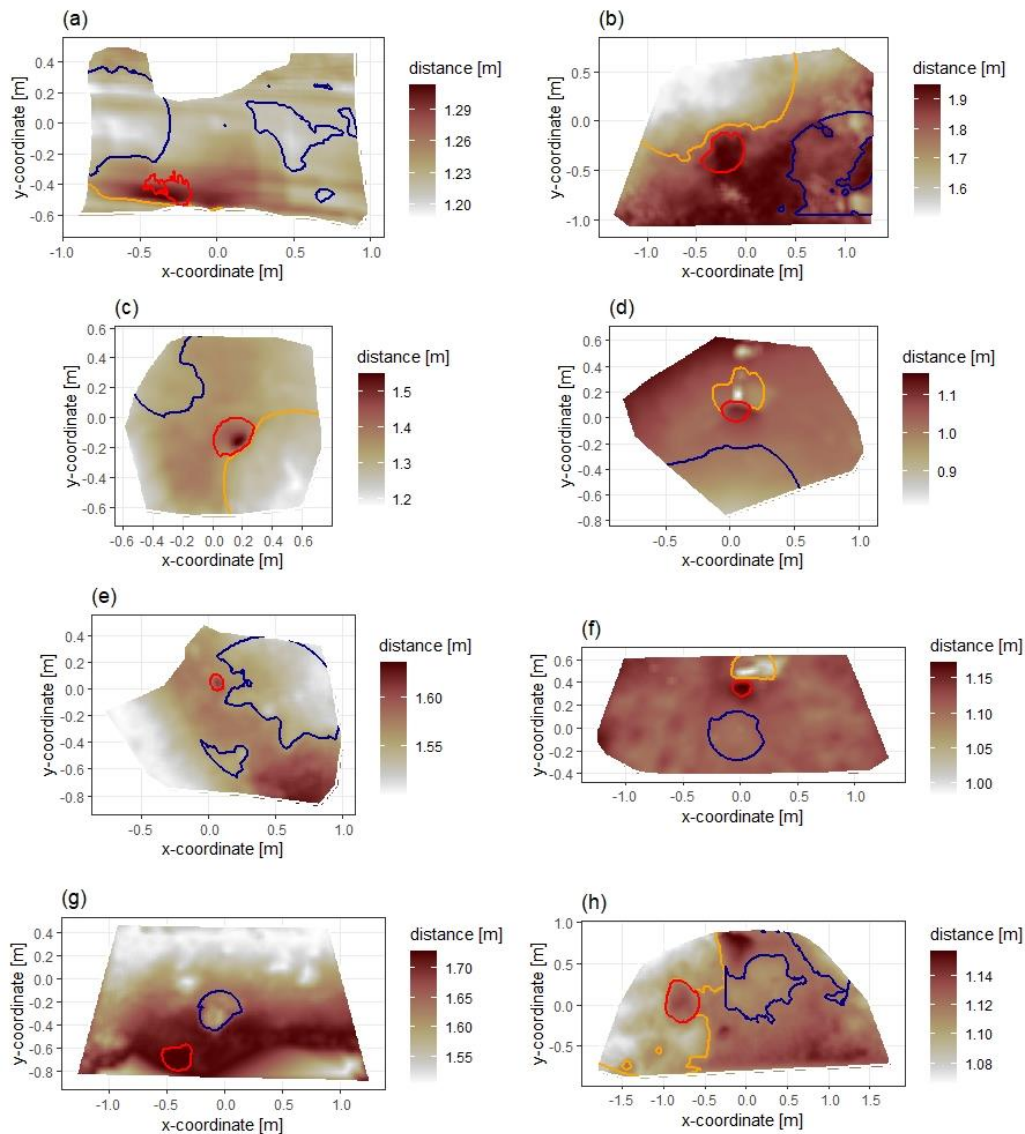 (a)
distance [m]
1.29
1.26
1.23
1.20
y-coordinate [m]
0.4
0.2
0.0
-0.2
-0.4
-0.6
-1.0 -0.5 0.0 0.5 1.0
x-coordinate [m]
(b)
distance [m]
1.9
1.8
1.7
1.6
y-coordinate [m]
0.5
0.0
-0.5
-1.0
-1.0 -0.5 0.0 0.5 1.0
x-coordinate [m]
(c)
distance [m]
1.5
1.4
1.3
1.2
y-coordinate [m]
0.6
0.4
0.2
0.0
-0.2
-0.4
-0.6
-0.6 -0.4 -0.2 0.0 0.2 0.4 0.6
x-coordinate [m]
(d)
distance [m]
1.1
1.0
0.9
y-coordinate [m]
0.6
0.4
0.2
0.0
-0.2
-0.4
-0.6
-0.8
-0.5 0.0 0.5 1.0
x-coordinate [m]
(e)
distance [m]
1.60
1.55
y-coordinate [m]
0.4
0.2
0.0
-0.2
-0.4
-0.6
-0.8
-0.5 0.0 0.5 1.0
x-coordinate [m]
(f)
distance [m]
1.15
1.10
1.05
1.00
y-coordinate [m]
0.6
0.4
0.2
0.0
-0.2
-0.4
-1.0 -0.5 0.0 0.5 1.0
x-coordinate [m]
(g)
distance [m]
1.70
1.65
1.60
1.55
y-coordinate [m]
0.4
0.2
0.0
-0.2
-0.4
-0.6
-0.8
-1.0 -0.5 0.0 0.5 1.0
x-coordinate [m]
(h)
distance [m]
1.14
1.12
1.10
1.08
y-coordinate [m]
1.0
0.5
0.0
-0.5
-1.5 -1.0 -0.5 0.0 0.5 1.0 1.5
x-coordinate [m]